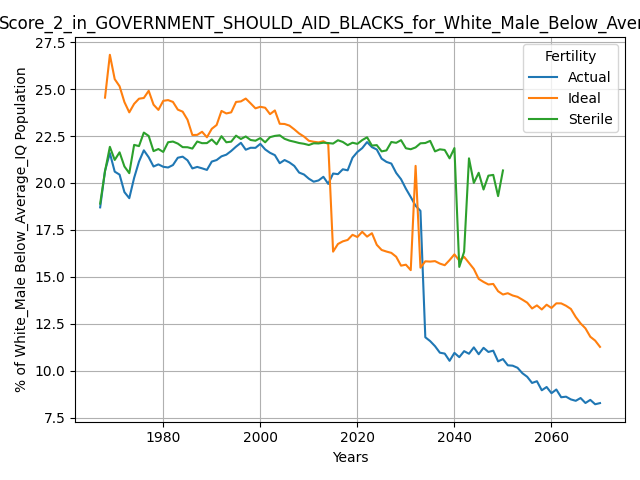 Score_2_in_GOVERNMENT_SHOULD_AID_BLACKS_for_White_Male_Below_Aver
Fertility
Actual
Ideal
Sterile
% of White_Male Below_Average_IQ Population
27.5
25.0
22.5
20.0
17.5
15.0
12.5
10.0
7.5
1980 2000 2020 2040 2060
Years